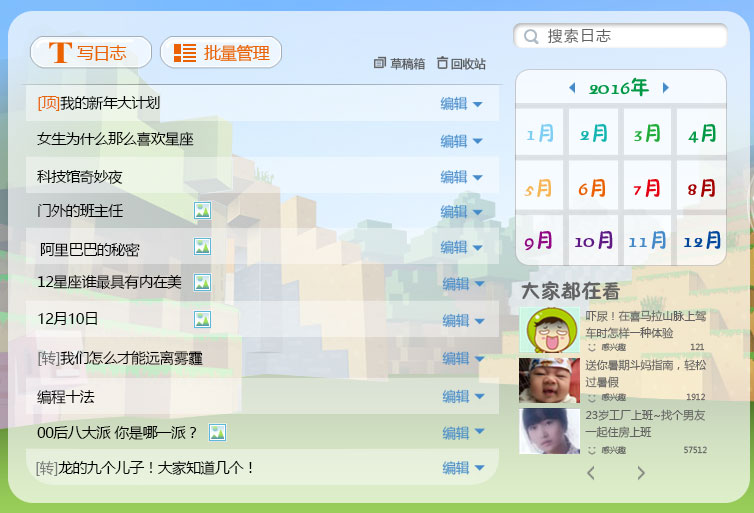 写日志
批量管理
草稿箱
回收站
[顶]我的新年大计划 编辑
女生为什么那么喜欢星座 编辑
科技馆奇妙夜 编辑
门外的班主任 编辑
阿里巴巴的秘密 编辑
12星座谁最具有内在美 编辑
12月10日 编辑
[转]我们怎么才能远离雾霾 编辑
编程十法 编辑
00后八大派 你是哪一派？ 编辑
[转]龙的九个儿子！大家知道几个！ 编辑
搜索日志
2016年
1月 2月 3月 4月
5月 6月 7月 8月
9月 10月 11月 12月
大家都在看
吓尿！在喜马拉山脉上驾
车时怎样一种体验
感兴趣 121
送你暑期斗妈指南，轻松
过暑假
感兴趣 1912
23岁工厂上班~找个男友
一起住房上班
感兴趣 57512